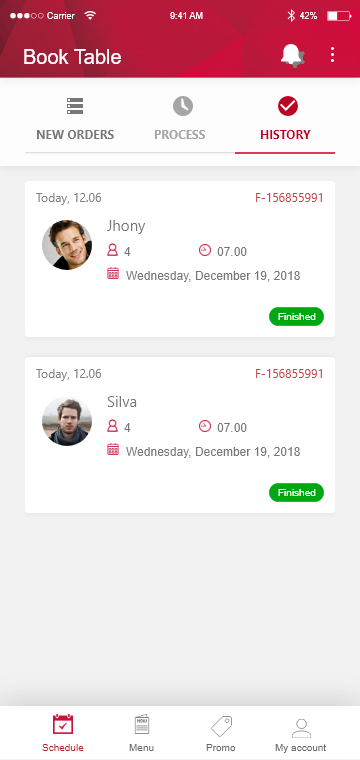 Carrier 9:41 AM 42%
Book Table
NEW ORDERS PROCESS HISTORY
Today, 12.06 F-156855991
Jhony
4 07.00
Wednesday, December 19, 2018
Finished
Today, 12.06 F-156855991
Silva
4 07.00
Wednesday, December 19, 2018
Finished
MENU
Schedule Menu Promo My account